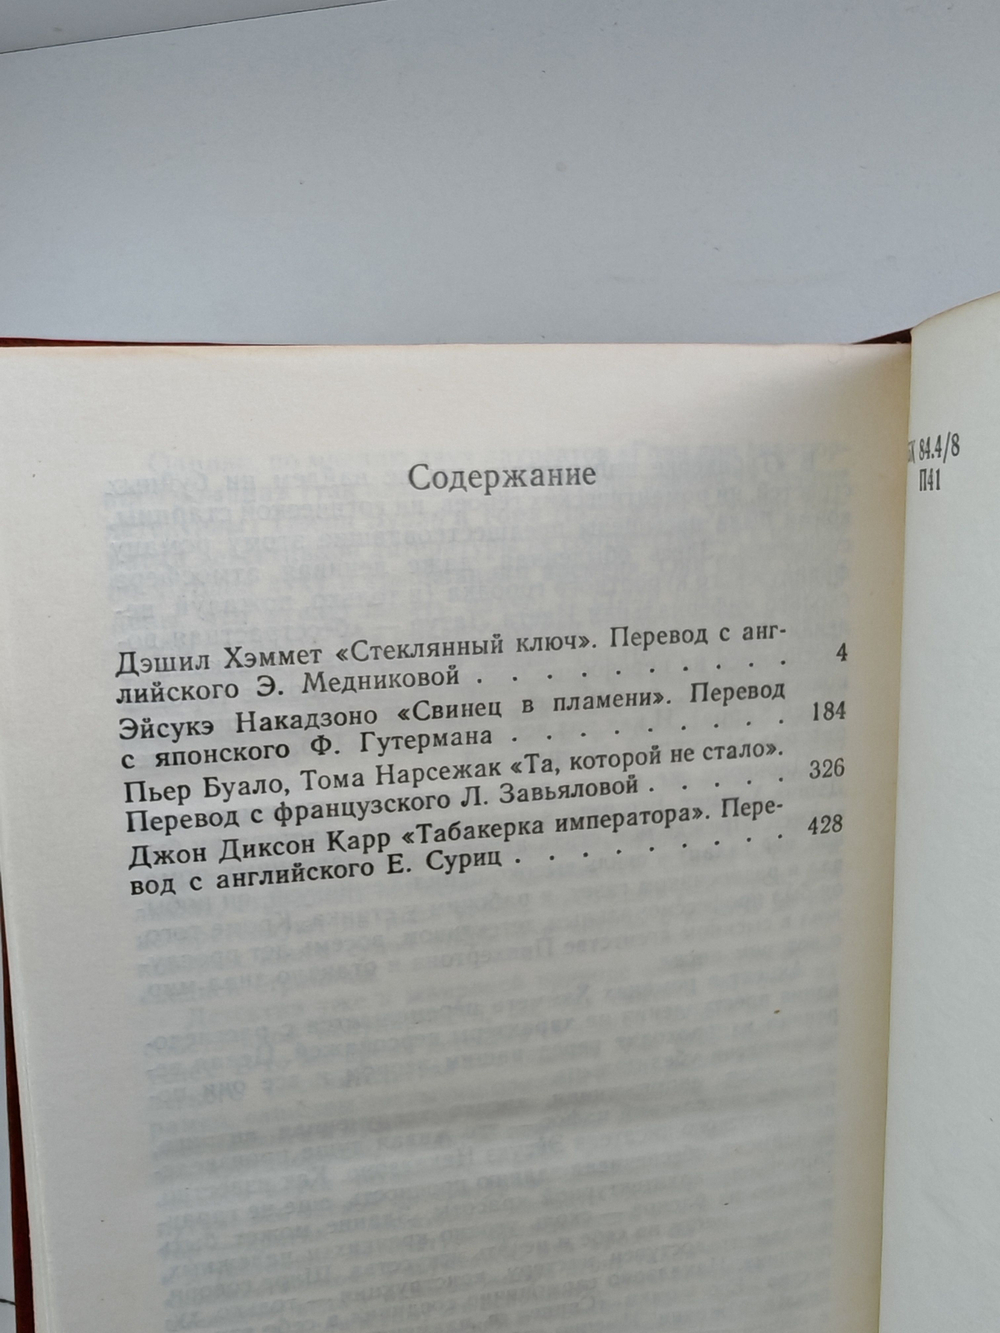 Содержание
Дэшил Хэммет «Стеклянный ключ». Перевод с анг-
лийского Э. Медниковой . . . . . . . . . 4
Эйсукэ Накадзоно «Свинец в пламени». Перевод
с японского Ф. Гутермана . . . . . . . . 184
Пьер Буало, Тома Нарсежак «Та, которой не стало».
Перевод с французского Л. Завьяловой . . . . . 326
Джон Диксон Карр «Табакерка императора». Пере-
вод с английского Е. Суриц . . . . . . . . 428
84.4/8
П41